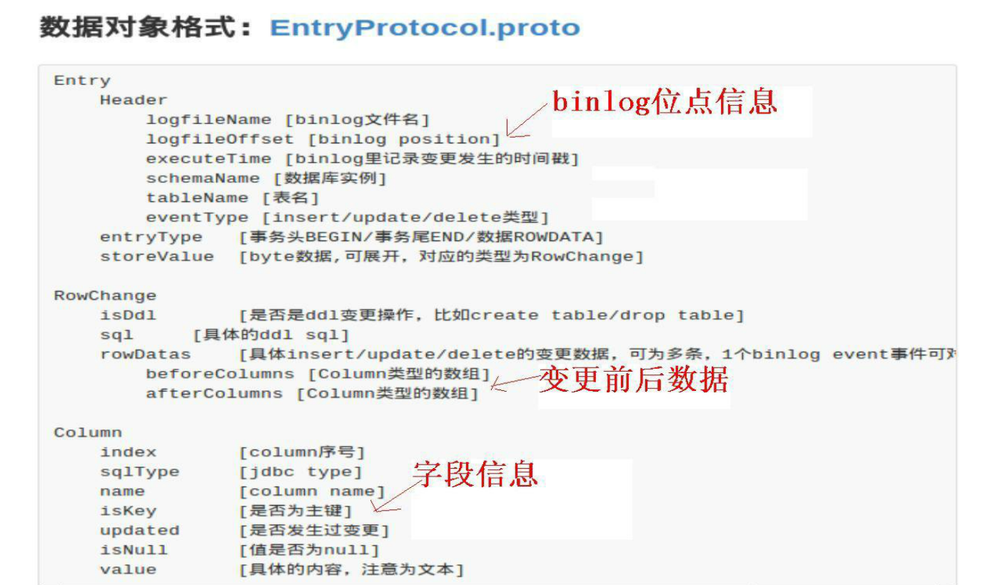 数据对象格式：EntryProtocol.proto
Entry
Header
binlog位点信息
logfileName [binlog文件名]
logfileOffset [binlog position]
executeTime [binlog里记录变更发生的时间戳]
schemaName [数据库实例]
tableName [表名]
eventType [insert/update/delete类型]
entryType [事务头BEGIN/事务尾END/数据ROWDATA]
storeValue [byte数据,可展开，对应的类型为RowChange]
RowChange
isDdl [是否是ddl变更操作，比如create table/drop table]
sql [具体的ddl sql]
rowDatas [具体insert/update/delete的变更数据，可为多条，1个binlog event事件可
beforeColumns [Column类型的数组]
变更前后数据
afterColumns [Column类型的数组]
Column
index [column序号]
sqlType [jdbc type]
字段信息
name [column name]
isKey [是否为主键]
updated [是否发生过变更]
isNull [值是否为null]
value [具体的内容，注意为文本]